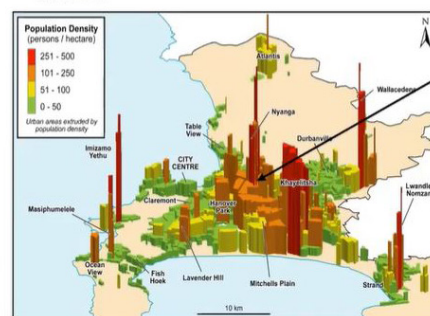 Population Density
(persons / hectare)
251 - 500
101 - 250
51 - 100
0 - 50
Urban areas extruded by
population density
N
Atlantis
Wallacedene
Nyanga
Table
View
Durbanville
Imizamo
Yethu
CITY
CENTRE
Khayelitsha
Lwandle
Nomzam
Claremont
Hanover
Park
Masiphumelele
Ocean
View
Fish
Hoek
Lavender Hill
Mitchells Plain
Strand
10 km